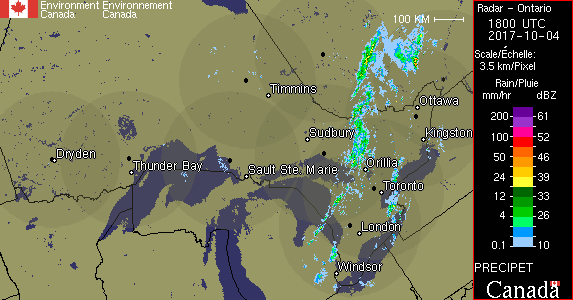 Environment Environnement
Canada Canada
100 KM
Timmins
Ottawa
Sudbury
Kingston
Dryden
Thunder Bay
Sault Ste. Marie
Orillia
Toronto
London
Windsor
Radar - Ontario
1800 UTC
2017-10-04
Scale/Échelle:
3.5 km/Pixel
Rain/Pluie
mm/hr dBZ
200 61
100 52
50 46
24 39
12 33
4 26
0.1 10
PRECIPET
Canada